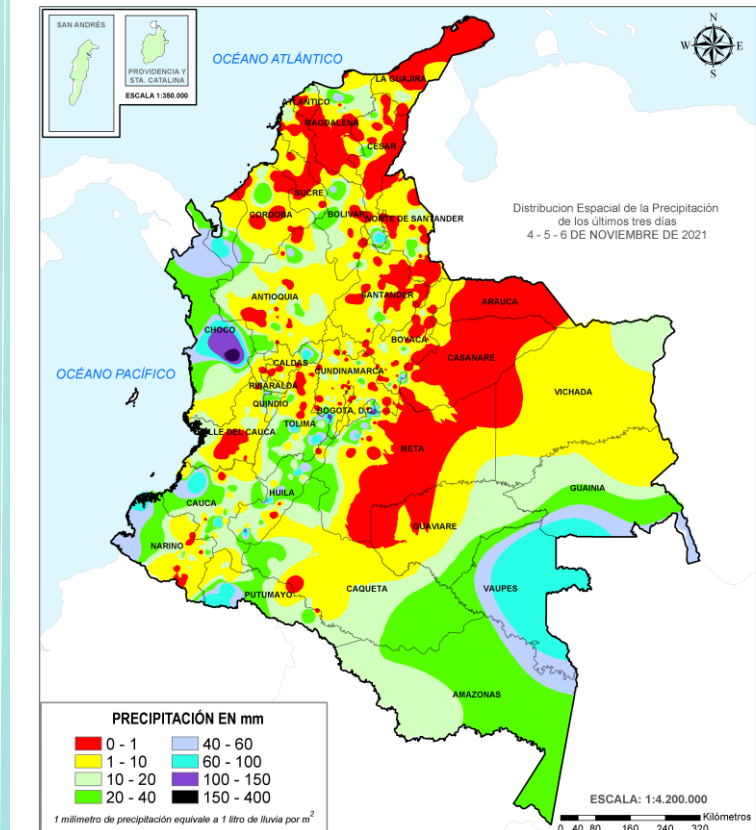 SAN ANDRÉS
PROVIDENCIA Y
STA. CATALINA
ESCALA 1:350.000
OCÉANO ATLÁNTICO
N
W E
S
LA GUAJIRA
ATLANTICO
MAGDALENA
CESAR
SUCRE
CORDOBA
BOLIVAR
NORTE DE SANTANDER
Distribucion Espacial de la Precipitación
de los últimos tres días
4 - 5 - 6 DE NOVIEMBRE DE 2021
ANTIOQUIA
SANTANDER
ARAUCA
CHOCO
BOYACA
CASANARE
OCÉANO PACÍFICO
CALDAS
CUNDINAMARCA
RISARALDA
VICHADA
QUINDIO
BOGOTA, D.C.
TOLIMA
VALLE DEL CAUCA
META
HUILA
GUAINIA
CAUCA
GUAVIARE
NARINO
CAQUETA
VAUPES
PUTUMAYO
AMAZONAS
PRECIPITACIÓN EN mm
0 - 1 40 - 60
1 - 10 60 - 100
10 - 20 100 - 150
20 - 40 150 - 400
1 milimetro de precipitación equivale a 1 litro de lluvia por m²
ESCALA: 1:4.200.000
Kilómetros
0 40 80 160 240 320